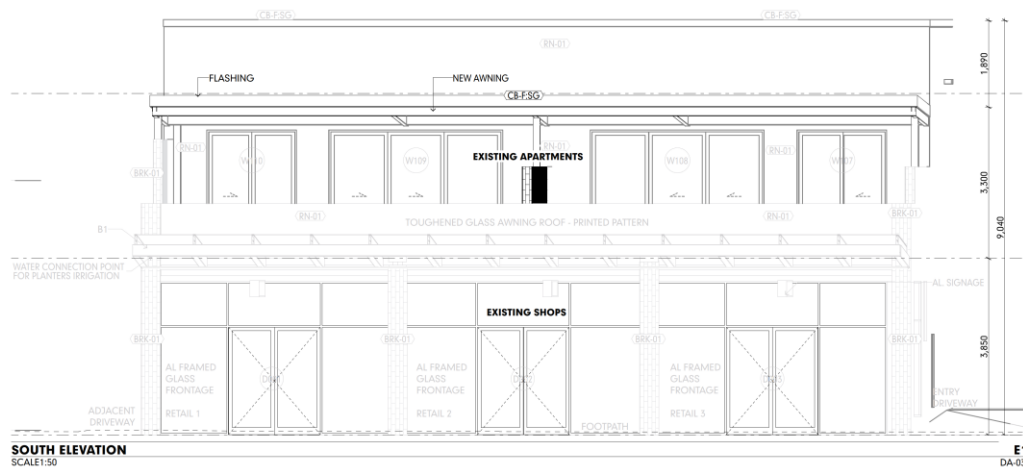 CB-F:SG
CB-F:SG
RN-01
1,890
FLASHING
NEW AWNING
CB-F:SG
RN-01
W110
W109
RN-01
EXISTING APARTMENTS
W108
RN-01
W107
BRK-01
3,300
RN-01
TOUGHENED GLASS AWNING ROOF - PRINTED PATTERN
RN-01
BRK-01
9,040
B1
WATER CONNECTION POINT
FOR PLANTERS IRRIGATION
AL. SIGNAGE
EXISTING SHOPS
BRK-01
BRK-01
BRK-01
BRK-01
3,850
AL FRAMED
GLASS
FRONTAGE
RETAIL 1
AL FRAMED
GLASS
FRONTAGE
RETAIL 2
AL FRAMED
GLASS
FRONTAGE
RETAIL 3
ENTRY
DRIVEWAY
ADJACENT
DRIVEWAY
FOOTPATH
SOUTH ELEVATION
SCALE1:50
E1
DA-03